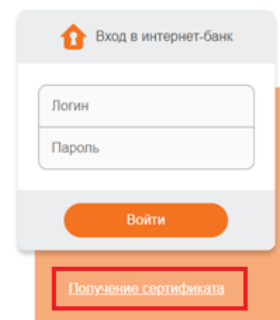 Вход в интернет-банк
Логин
Пароль
Войти
Получение сертификата